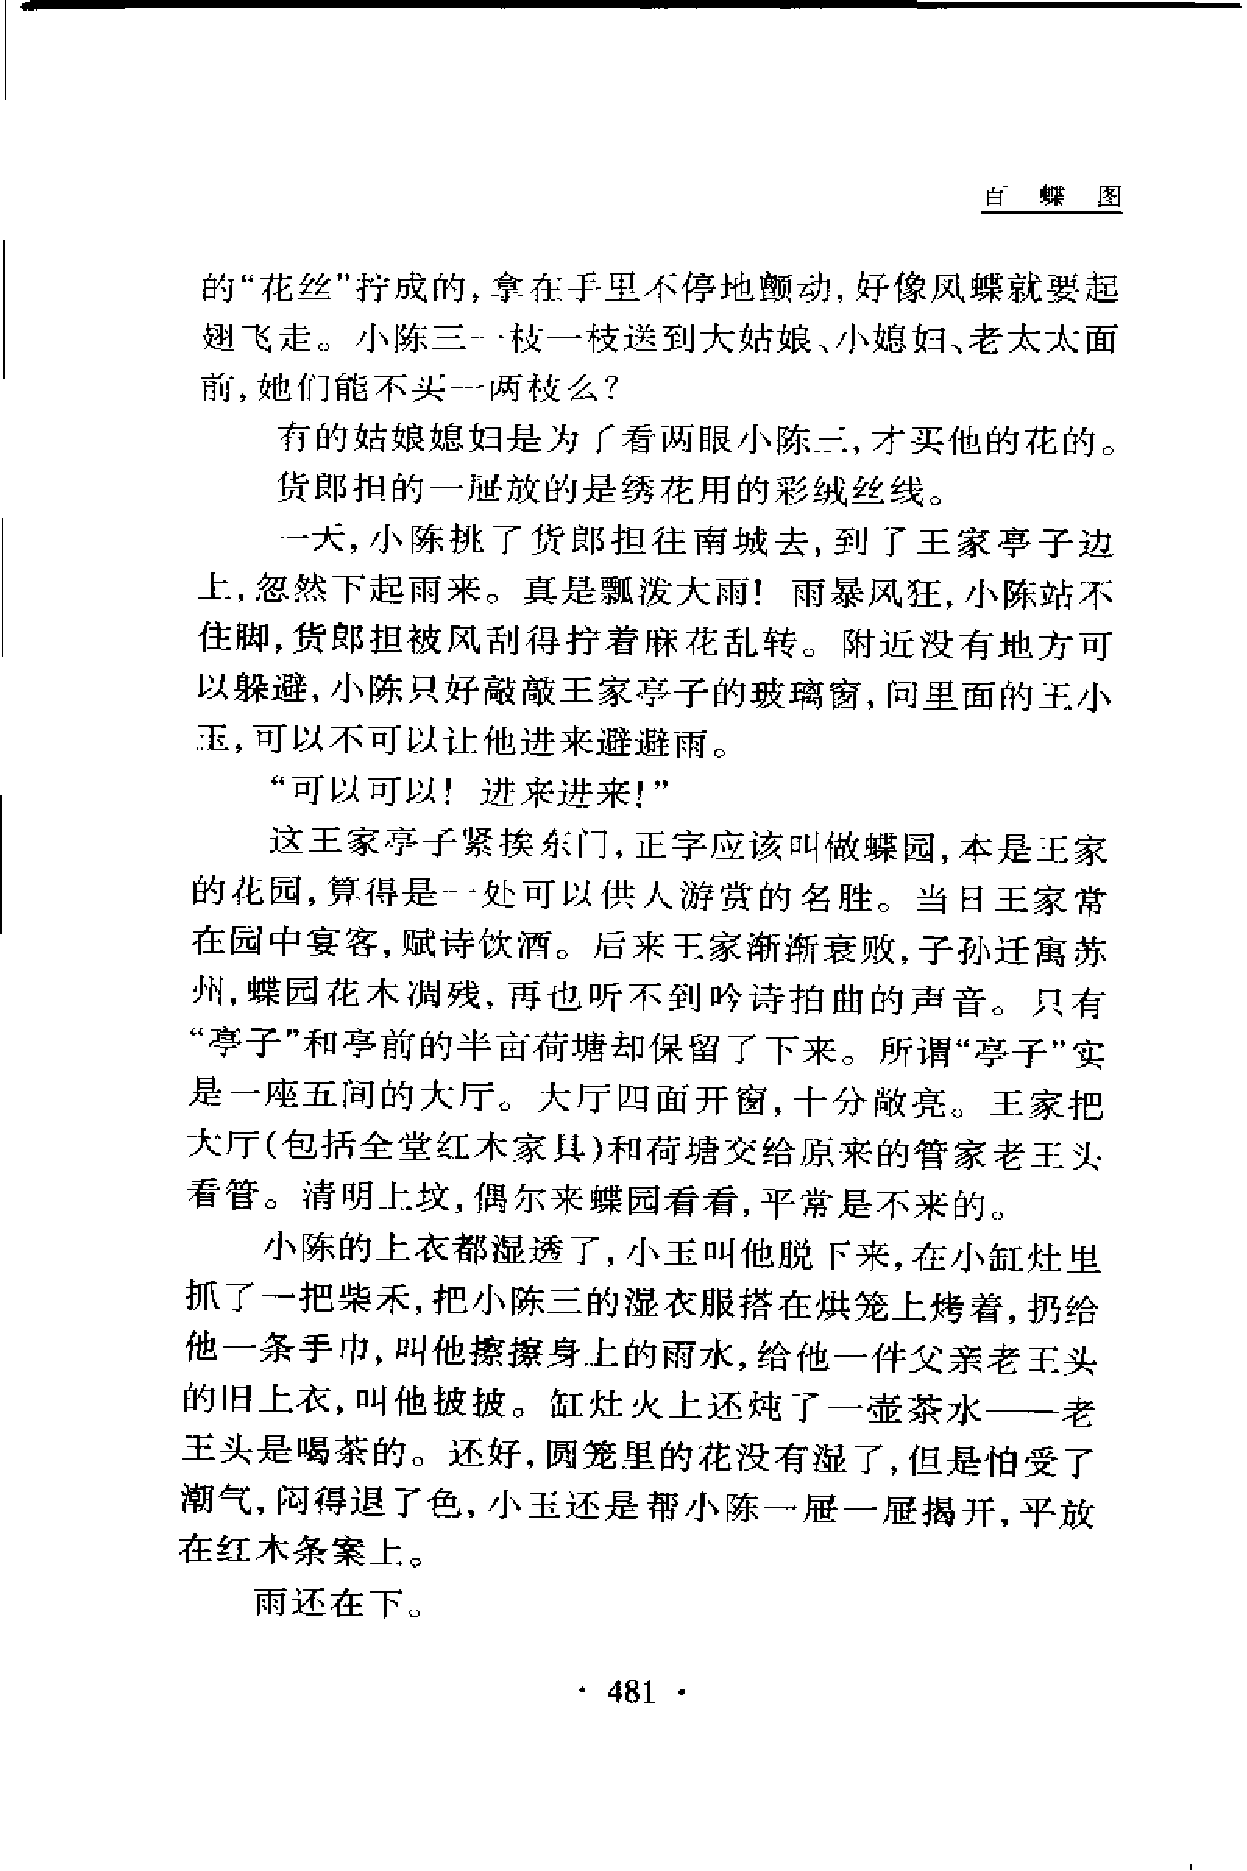 百 蝶 图
的“花丝”拧成的,拿在手里不停地颤动,好像凤蝶就要起
翅飞走。小陈三一枝一枝送到大姑娘、小媳妇、老太太面
前,她们能不买一两枝么?
有的姑娘媳妇是为了看两眼小陈三,才买他的花的。
货郎担的一屉放的是绣花用的彩绒丝线。
一天,小陈挑了货郎担往南城去,到了王家亭子边
上,忽然下起雨来。真是瓢泼大雨! 雨暴风狂,小陈站不
住脚,货郎担被风刮得拧着麻花乱转。附近没有地方可
以躲避,小陈只好敲敲王家亭子的玻璃窗,问里面的王小
玉,可以不可以让他进来避避雨。
“可以可以! 进来进来!”
这王家亭子紧挨东门,正字应该叫做蝶园,本是王家
的花园,算得是一处可以供人游赏的名胜。当日王家常
在园中宴客,赋诗饮酒。后来王家渐渐衰败,子孙迁寓苏
州,蝶园花木凋残,再也听不到吟诗拍曲的声音。只有
“亭子”和亭前的半亩荷塘却保留了下来。所谓“亭子”实
是一座五间的大厅。大厅四面开窗,十分敞亮。王家把
大厅(包括全堂红木家具)和荷塘交给原来的管家老王头
看管。清明上坟,偶尔来蝶园看看,平常是不来的。
小陈的上衣都湿透了,小玉叫他脱下来,在小缸灶里
抓了一把柴禾,把小陈三的湿衣服搭在烘笼上烤着,扔给
他一条手巾,叫他擦擦身上的雨水,给他一件父亲老王头
的旧上衣,叫他披披。缸灶火上还炖了一壶茶水——老
王头是喝茶的。还好,圆笼里的花没有湿了,但是怕受了
潮气,闷得退了色,小玉还是帮小陈一屉一屉揭开,平放
在红木条案上。
雨还在下。
· 481 ·